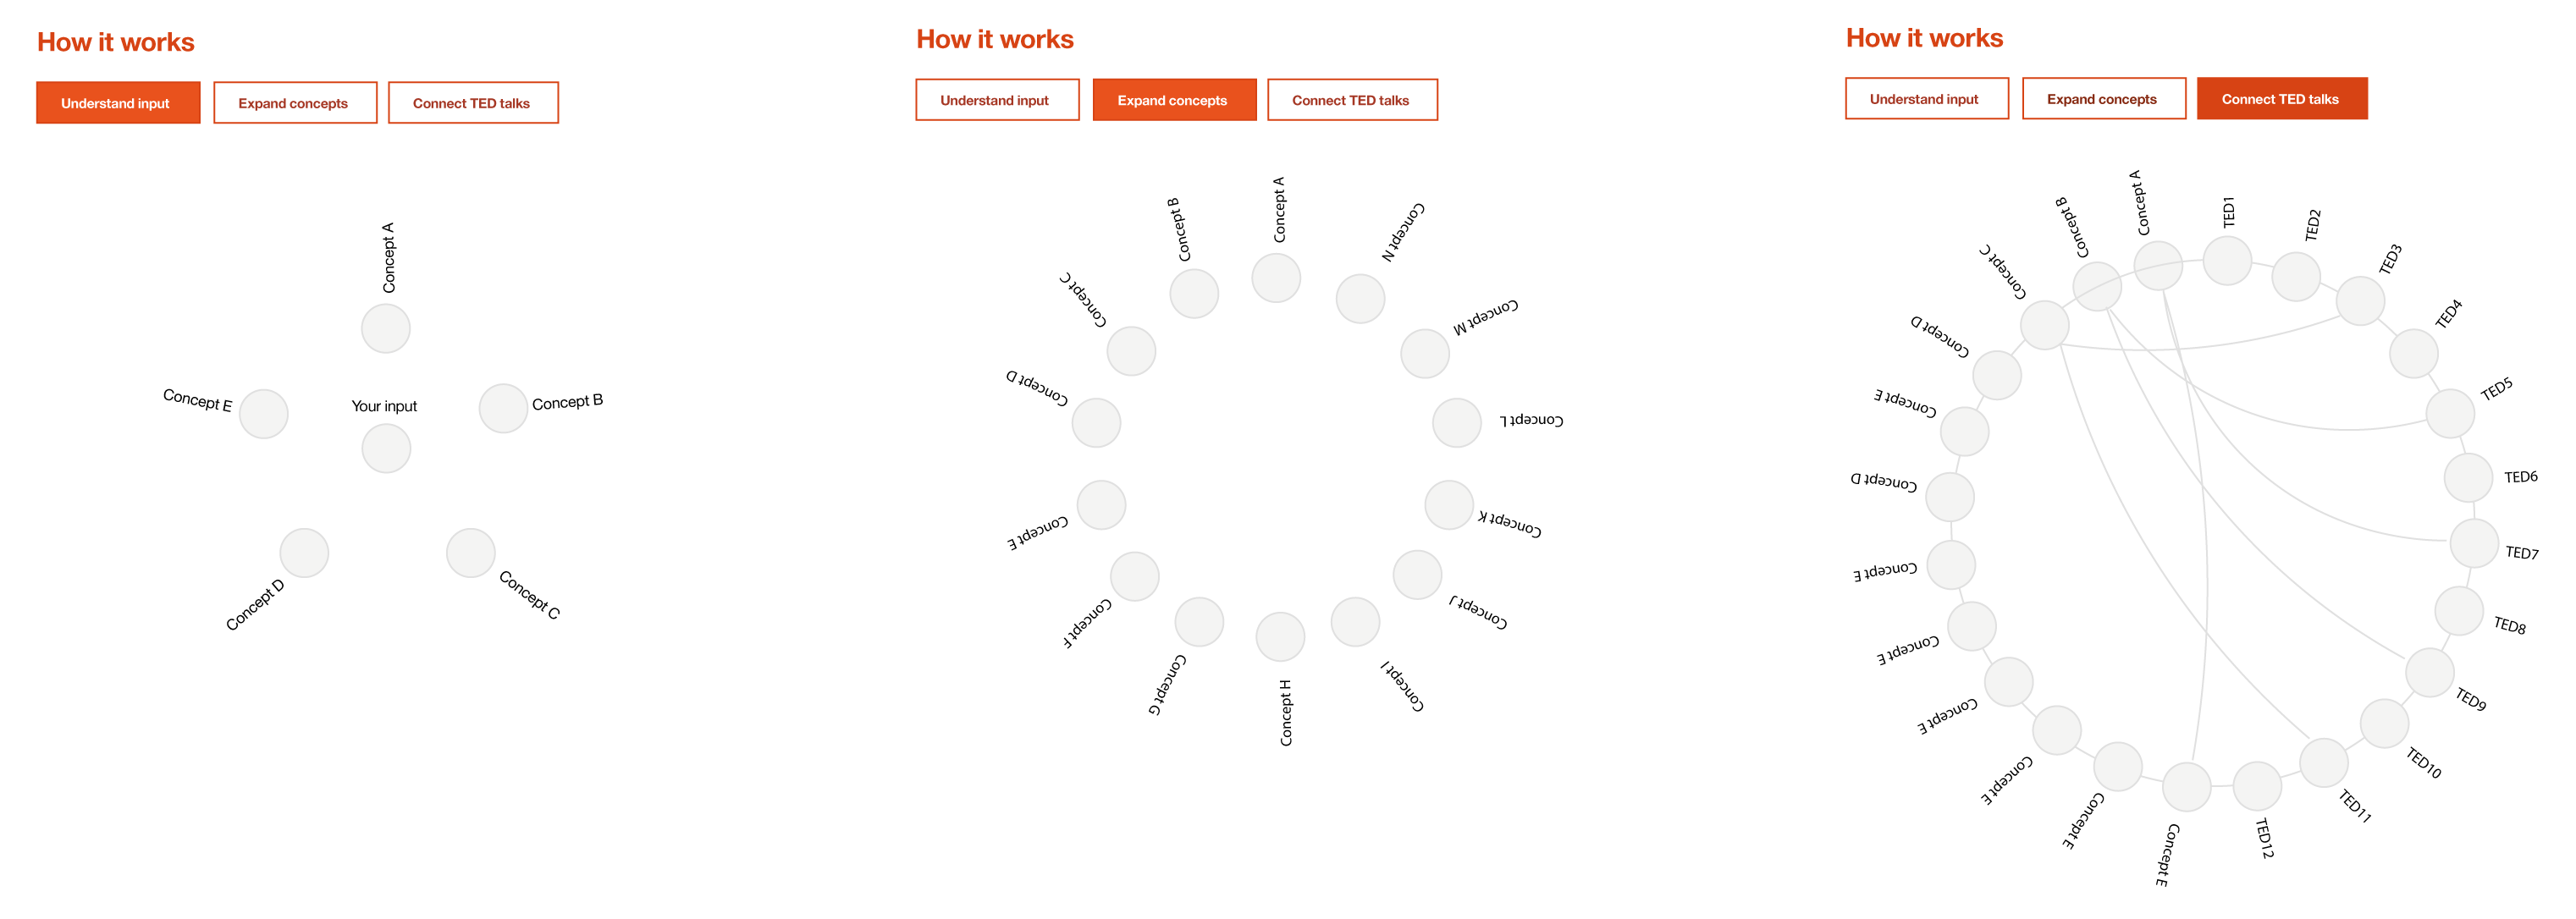 How it works
Understand input
Expand concepts
Connect TED talks
Concept A
Concept E
Your input
Concept B
Concept D
Concept C
How it works
Understand input
Expand concepts
Connect TED talks
Concept A
Concept B
Concept C
Concept D
Concept E
Concept F
Concept G
Concept H
Concept I
Concept J
Concept K
Concept L
Concept M
Concept N
How it works
Understand input
Expand concepts
Connect TED talks
Concept A
Concept B
Concept C
Concept D
Concept E
Concept D
Concept E
Concept E
Concept E
Concept E
Concept E
Concept E
TED1
TED2
TED3
TED4
TED5
TED6
TED7
TED8
TED9
TED10
TED11
TED12